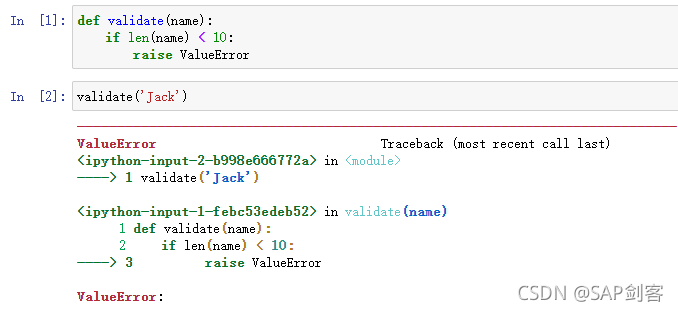 In [1]: def validate(name):
    if len(name) < 10:
        raise ValueError
In [2]: validate('Jack')
ValueError                                Traceback (most recent call last)
<ipython-input-2-b998e666772a> in <module>
----> 1 validate('Jack')
<ipython-input-1-febc53edeb52> in validate(name)
      1 def validate(name):
      2     if len(name) < 10:
----> 3         raise ValueError
ValueError:
CSDN @SAP剑客